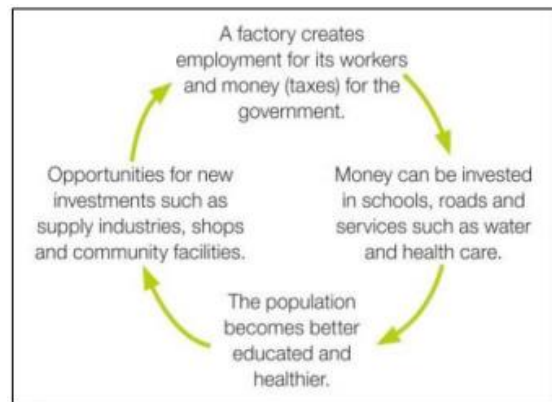 A factory creates
employment for its workers
and money (taxes) for the
government.
Money can be invested
in schools, roads and
services such as water
and health care.
The population
becomes better
educated and
healthier.
Opportunities for new
investments such as
supply industries, shops
and community facilities.